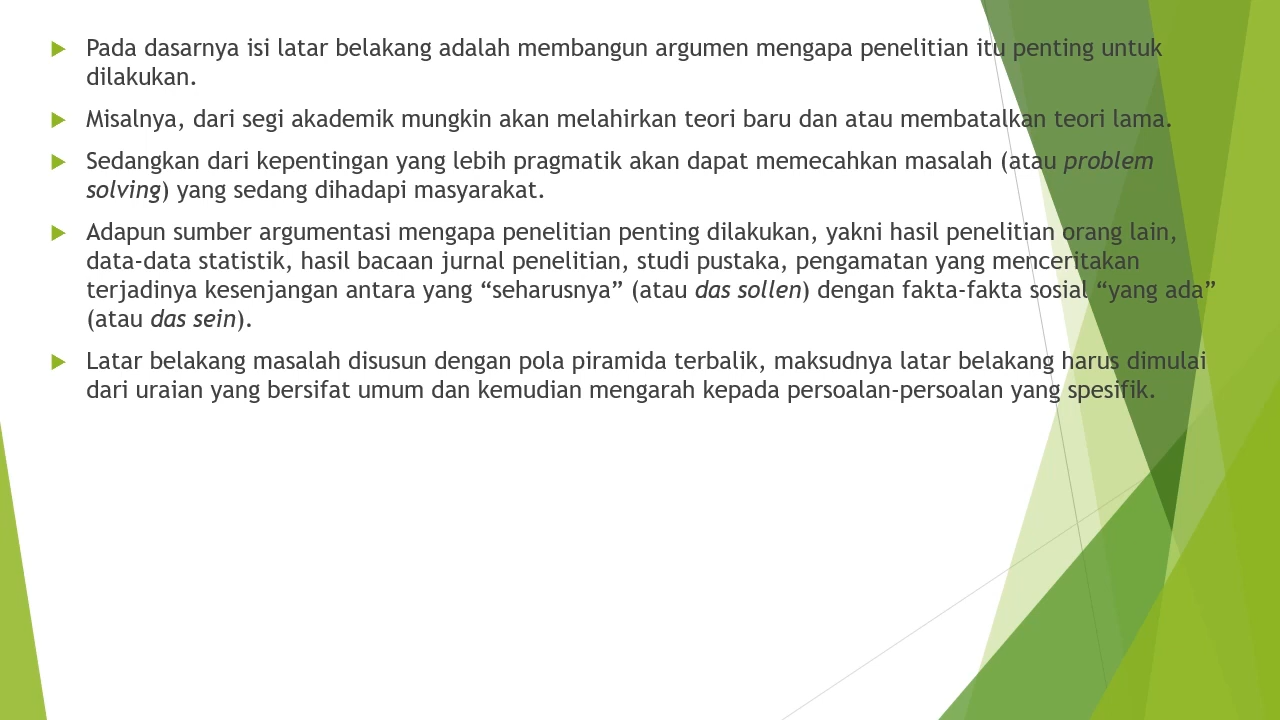 Pada dasarnya isi latar belakang adalah membangun argumen mengapa penelitian itu penting untuk
dilakukan.
Misalnya, dari segi akademik mungkin akan melahirkan teori baru dan atau membatalkan teori lama.
Sedangkan dari kepentingan yang lebih pragmatik akan dapat memecahkan masalah (atau problem
solving) yang sedang dihadapi masyarakat.
Adapun sumber argumentasi mengapa penelitian penting dilakukan, yakni hasil penelitian orang lain,
data-data statistik, hasil bacaan jurnal penelitian, studi pustaka, pengamatan yang menceritakan
terjadinya kesenjangan antara yang “seharusnya” (atau das sollen) dengan fakta-fakta sosial “yang ada”
(atau das sein).
Latar belakang masalah disusun dengan pola piramida terbalik, maksudnya latar belakang harus dimulai
dari uraian yang bersifat umum dan kemudian mengarah kepada persoalan-persoalan yang spesifik.